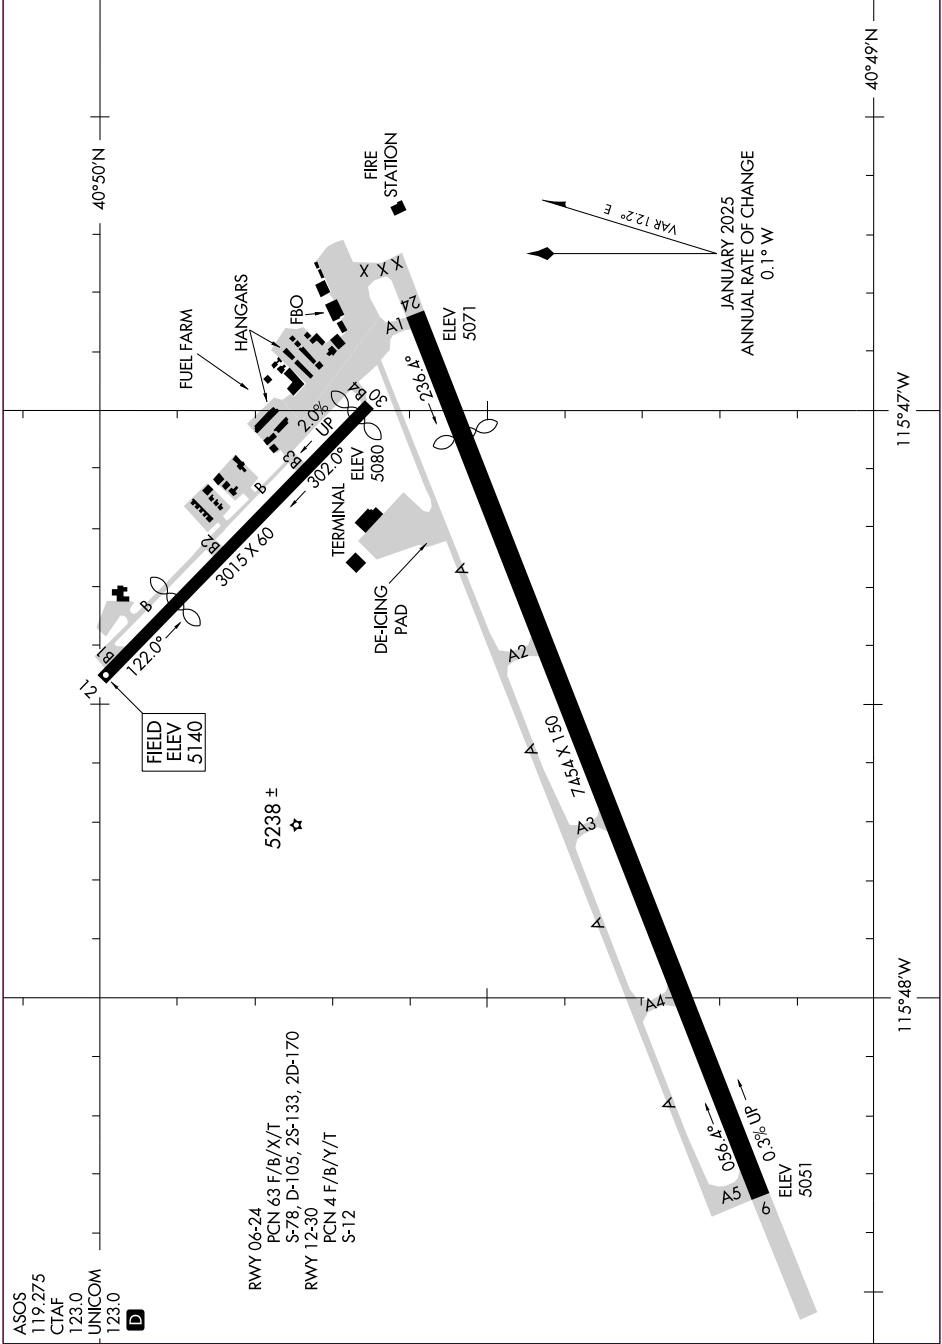 ASOS
119.275
CTAF
123.0
UNICOM
123.0
D
RWY 06-24
PCN 63 F/B/X/T
S-78, D-105, 2S-133, 2D-170
RWY 12-30
PCN 4 F/B/Y/T
S-12
5238 ±
FIELD
ELEV
5140
12
122.0°
B1
B
3015 X 60
B2
B
B3
302.0°
2.0%
UP
B4
30
ELEV
5080
TERMINAL
DE-ICING
PAD
FUEL FARM
HANGARS
FBO
FIRE
STATION
X
X
X
A1
24
ELEV
5071
236.4°
A
A2
A
7454 X 150
A3
A
A4
A
A5
6
056.4°
0.3% UP
ELEV
5051
VAR 12.2° E
JANUARY 2025
ANNUAL RATE OF CHANGE
0.1° W
40°50'N
40°49'N
115°47'W
115°48'W